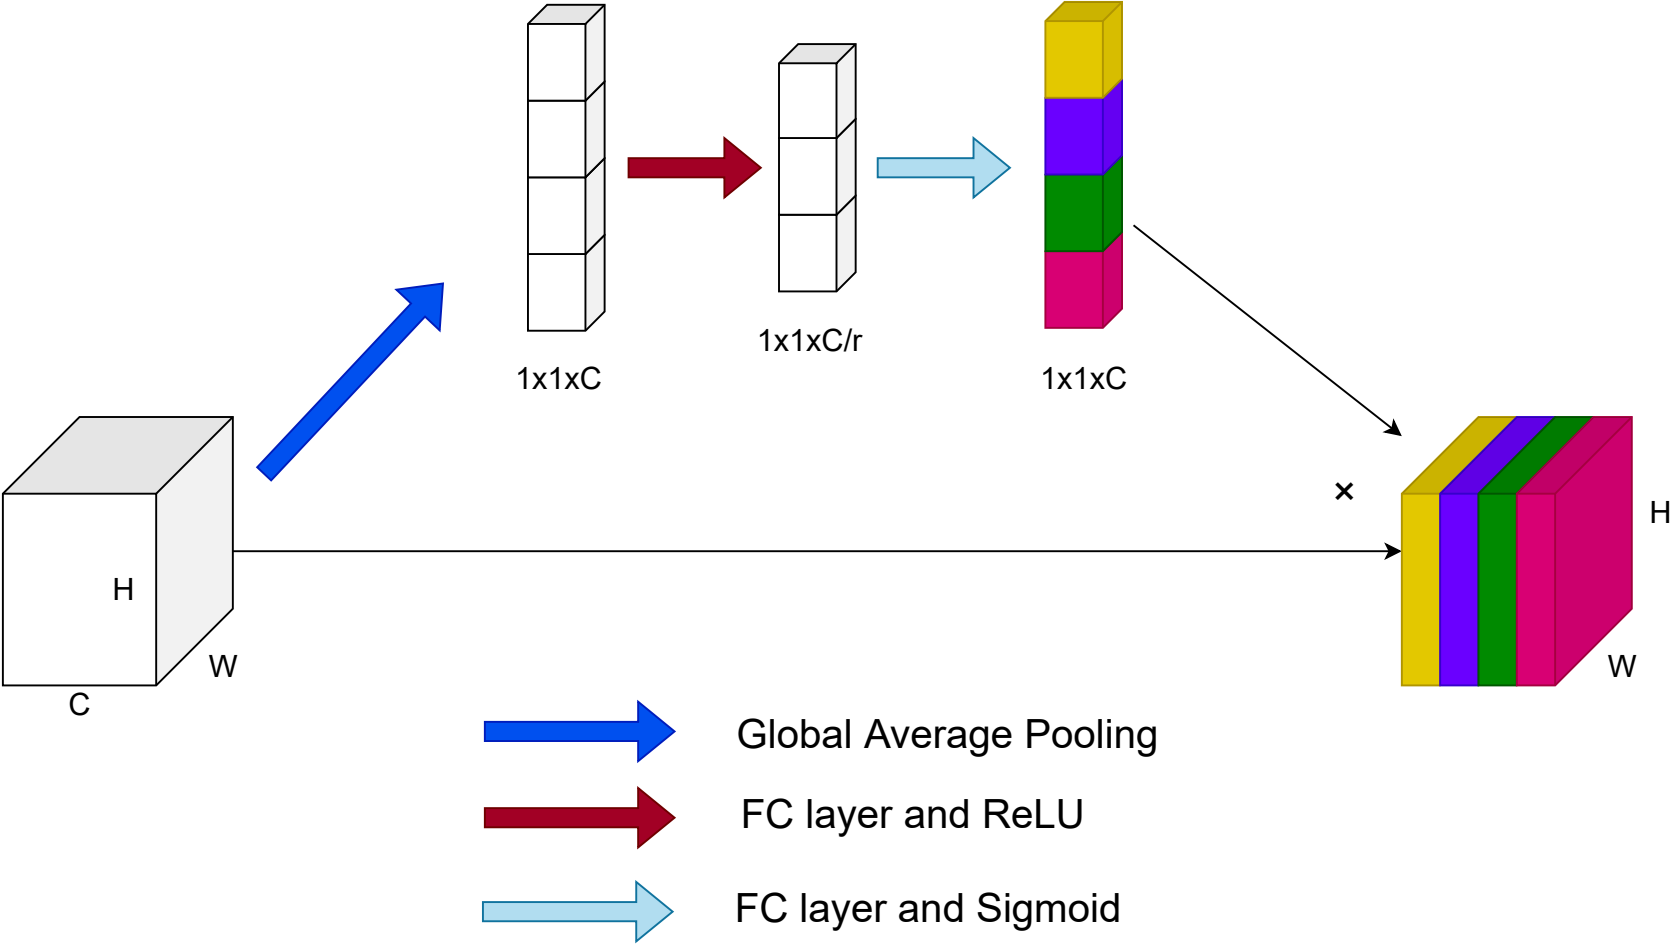 1x1xC
1x1xC/r
1x1xC
×
H
W
C
H
W
Global Average Pooling
FC layer and ReLU
FC layer and Sigmoid